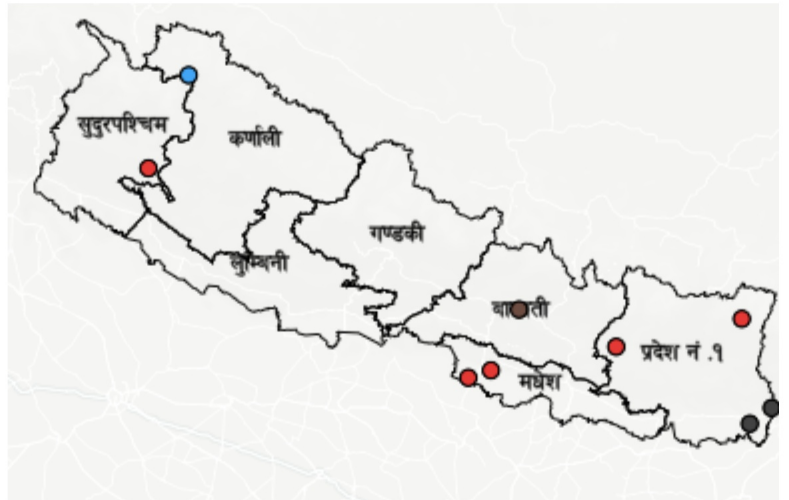 सुदुरपश्चिम
कर्णाली
गण्डकी
लुम्बिनी
प्रदेश नं .१
मधेश